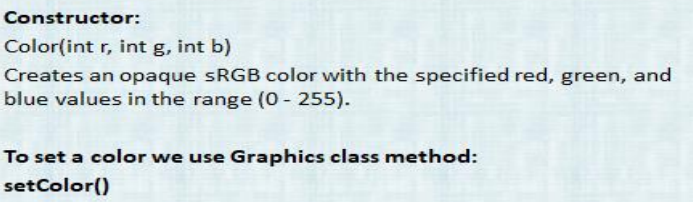 Constructor:
Color(int r, int g, int b)
Creates an opaque sRGB color with the specified red, green, and
blue values in the range (0 - 255).
To set a color we use Graphics class method:
setColor()